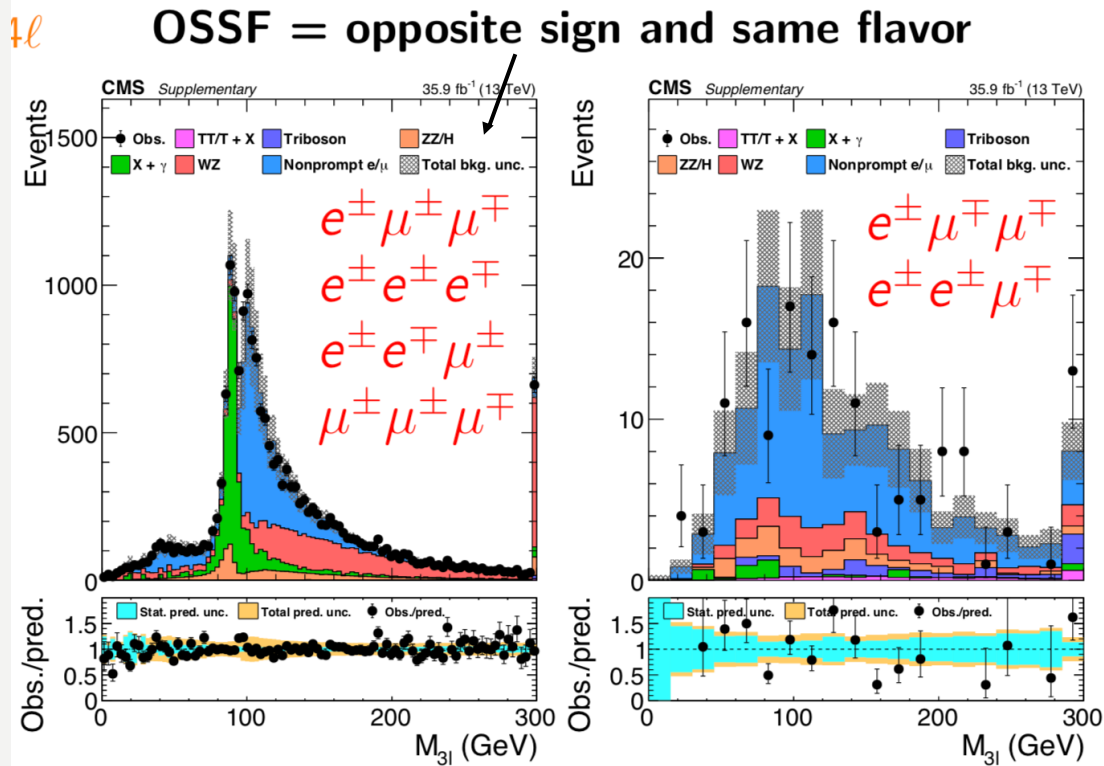 4ℓ
OSSF = opposite sign and same flavor
CMS Supplementary 35.9 fb⁻¹ (13 TeV)
Events
1500
1000
500
0
Obs. TT/T + X Triboson ZZ/H
X + γ WZ Nonprompt e/μ Total bkg. unc.
e± μ± μ∓
e± e± e∓
e± e∓ μ±
μ± μ± μ∓
Obs./pred.
1.5
1
0.5
0
Stat. pred. unc. Total pred. unc. Obs./pred.
0 100 200 300
M₃ₗ (GeV)
CMS Supplementary 35.9 fb⁻¹ (13 TeV)
Events
20
10
0
Obs. TT/T + X X + γ Triboson
ZZ/H WZ Nonprompt e/μ Total bkg. unc.
e± μ∓ μ∓
e± e± μ∓
Obs./pred.
1.5
1
0.5
0
Stat. pred. unc. Total pred. unc. Obs./pred.
0 100 200 300
M₃ₗ (GeV)